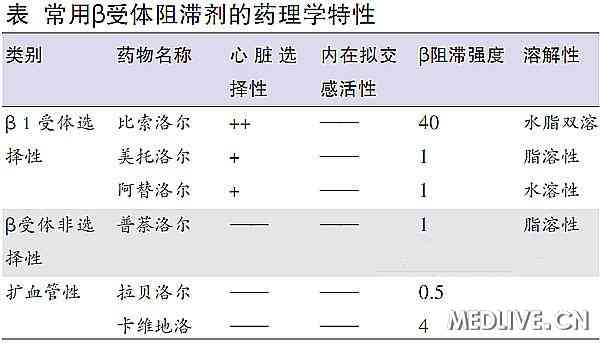 表 常用β受体阻滞剂的药理学特性
类别 药物名称 心脏选择性 内在拟交感活性 β阻滞强度 溶解性
β1受体选择性 比索洛尔 ++ —— 40 水脂双溶
美托洛尔 + —— 1 脂溶性
阿替洛尔 + —— 1 水溶性
β受体非选择性 普萘洛尔 —— —— 1 脂溶性
扩血管性 拉贝洛尔 —— —— 0.5
卡维地洛 —— —— 4
MEDLIVE.CN